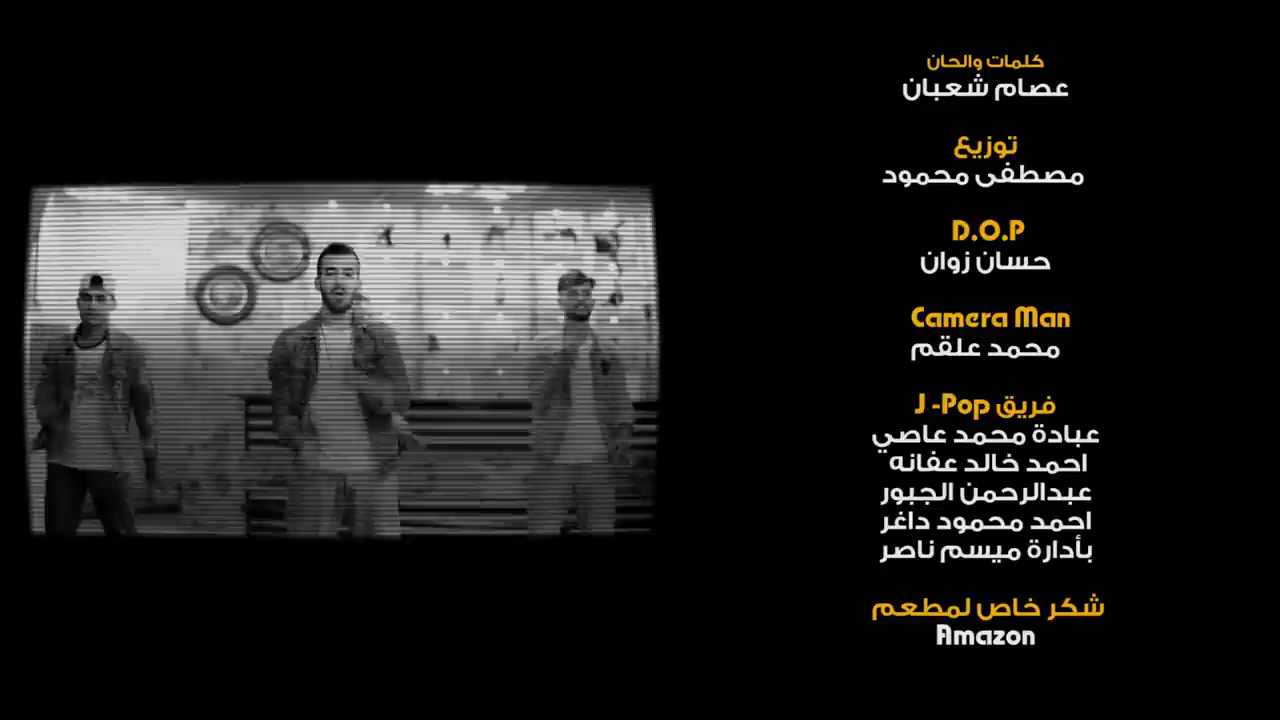 كلمات والحان
عصام شعبان
توزيع
مصطفى محمود
D.O.P
حسان زوان
Camera Man
محمد علقم
فريق J -Pop
عبادة محمد عاصي
احمد خالد عفانه
عبدالرحمن الجبور
احمد محمود داغر
بأدارة ميسم ناصر
شكر خاص لمطعم
Amazon